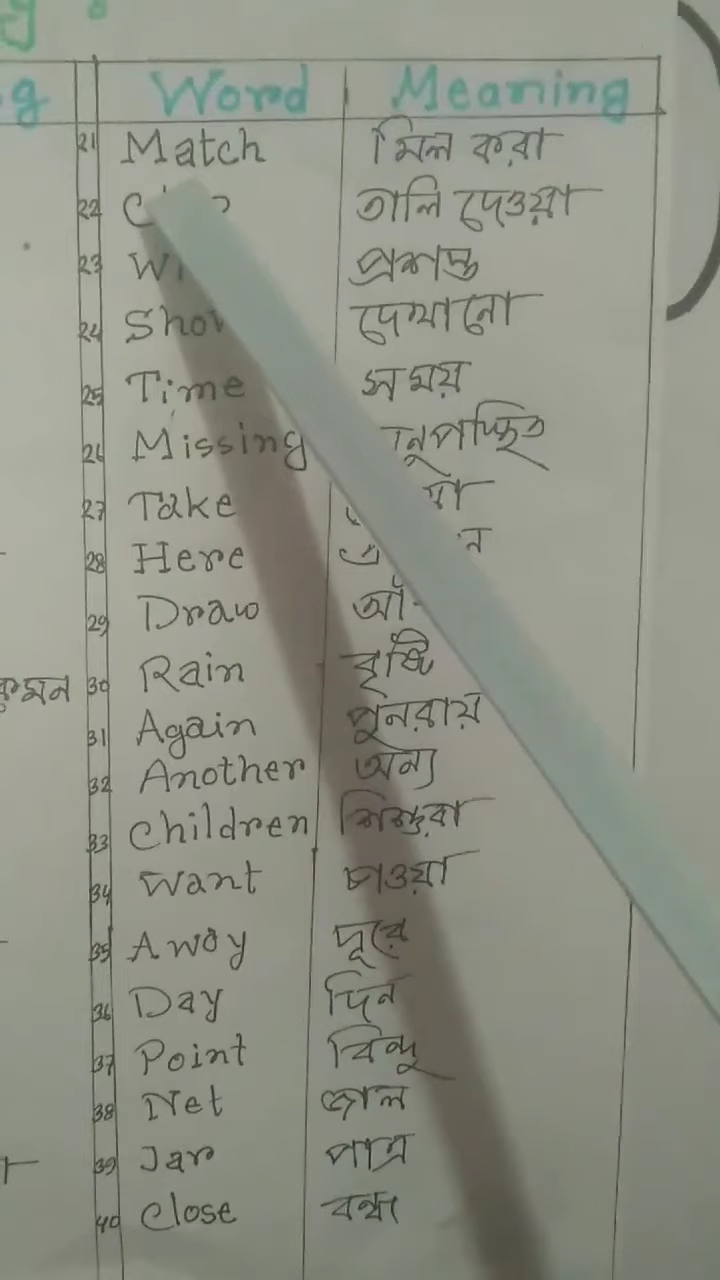 Word Meaning
21 Match মিল করা
22 তালি দেওয়া
23 প্রশস্ত
24 দেখানো
25 Time সময়
26 Missing
27 Take
28 Here
29 Draw
30 Rain বৃষ্টি
31 Again পুনরায়
32 Another অন্য
33 Children শিশুরা
34 Want চাওয়া
35 Away দূরে
36 Day দিন
37 Point বিন্দু
38 Net জাল
39 Jar পাত্র
40 Close বন্ধ